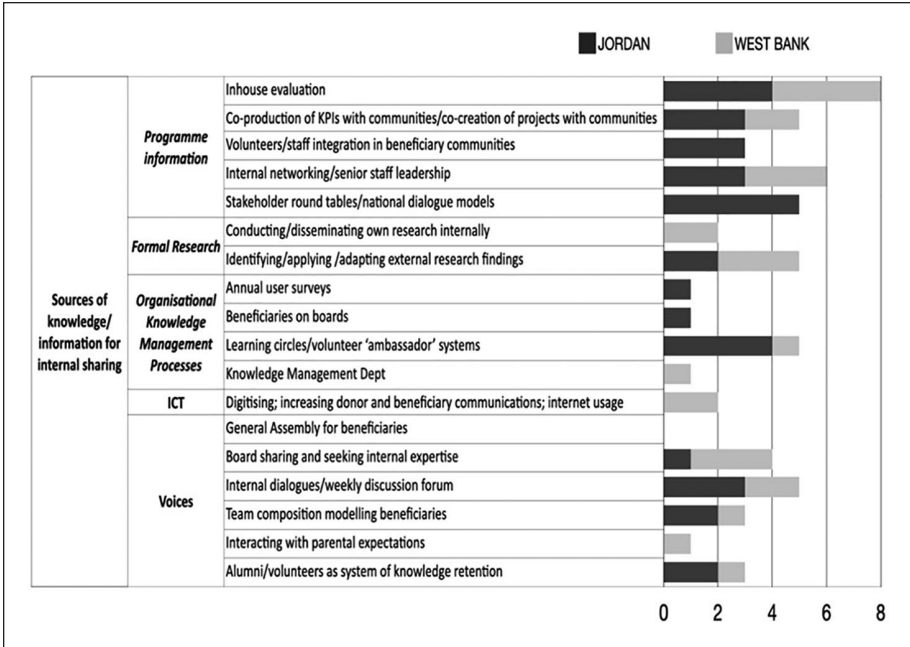 JORDAN WEST BANK
Sources of
knowledge/
information for
internal sharing
Programme
information
Inhouse evaluation
Co-production of KPIs with communities/co-creation of projects with communities
Volunteers/staff integration in beneficiary communities
Internal networking/senior staff leadership
Stakeholder round tables/national dialogue models
Formal Research
Conducting/disseminating own research internally
Identifying/applying /adapting external research findings
Organisational
Knowledge
Management
Processes
Annual user surveys
Beneficiaries on boards
Learning circles/volunteer ‘ambassador’ systems
Knowledge Management Dept
ICT
Digitising; increasing donor and beneficiary communications; internet usage
Voices
General Assembly for beneficiaries
Board sharing and seeking internal expertise
Internal dialogues/weekly discussion forum
Team composition modelling beneficiaries
Interacting with parental expectations
Alumni/volunteers as system of knowledge retention
0 2 4 6 8